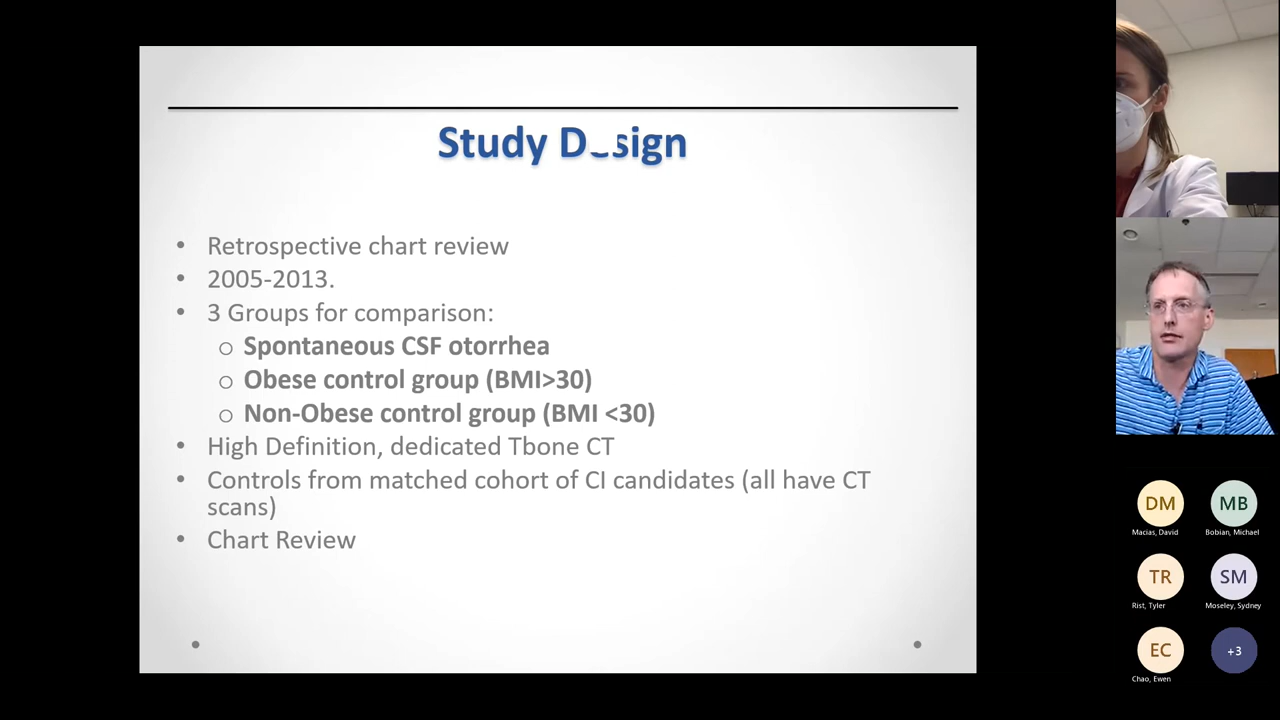 Study Design
• Retrospective chart review
• 2005-2013.
• 3 Groups for comparison:
o Spontaneous CSF otorrhea
o Obese control group (BMI>30)
o Non-Obese control group (BMI <30)
• High Definition, dedicated Tbone CT
• Controls from matched cohort of CI candidates (all have CT
scans)
• Chart Review
DM MB
Macias, David Bobian, Michael
TR SM
Rist, Tyler Moseley, Sydney
EC +3
Chao, Ewen